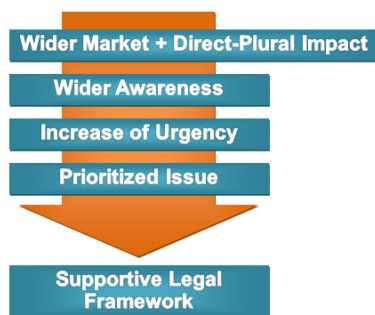 Wider Market + Direct-Plural Impact
Wider Awareness
Increase of Urgency
Prioritized Issue
Supportive Legal
Framework